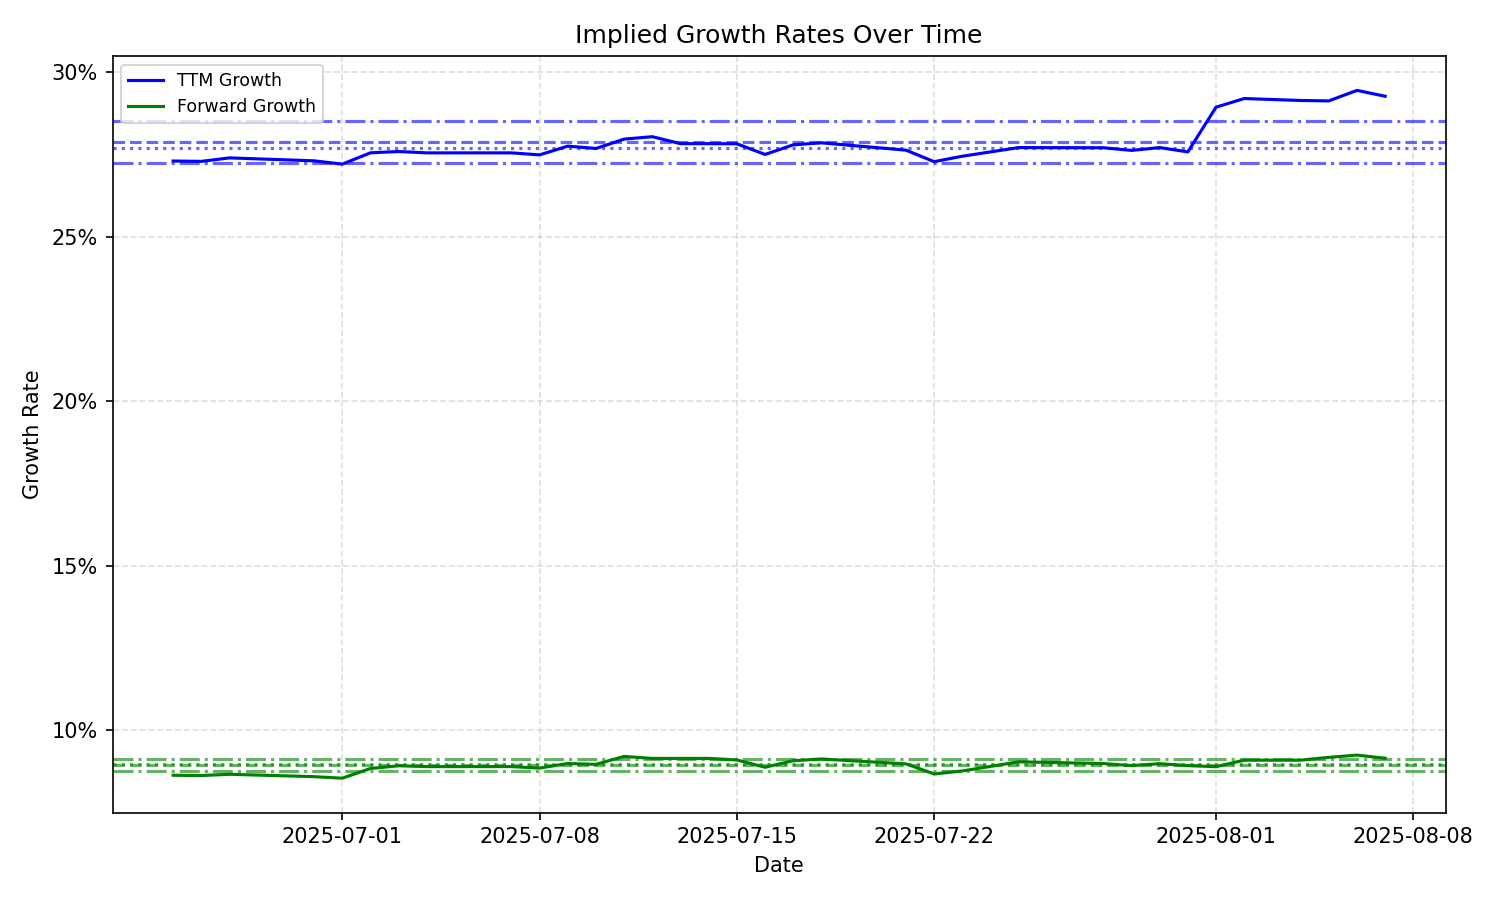 Implied Growth Rates Over Time
TTM Growth
Forward Growth
30%
25%
20%
15%
10%
Growth Rate
2025-07-01
2025-07-08
2025-07-15
2025-07-22
2025-08-01
2025-08-08
Date